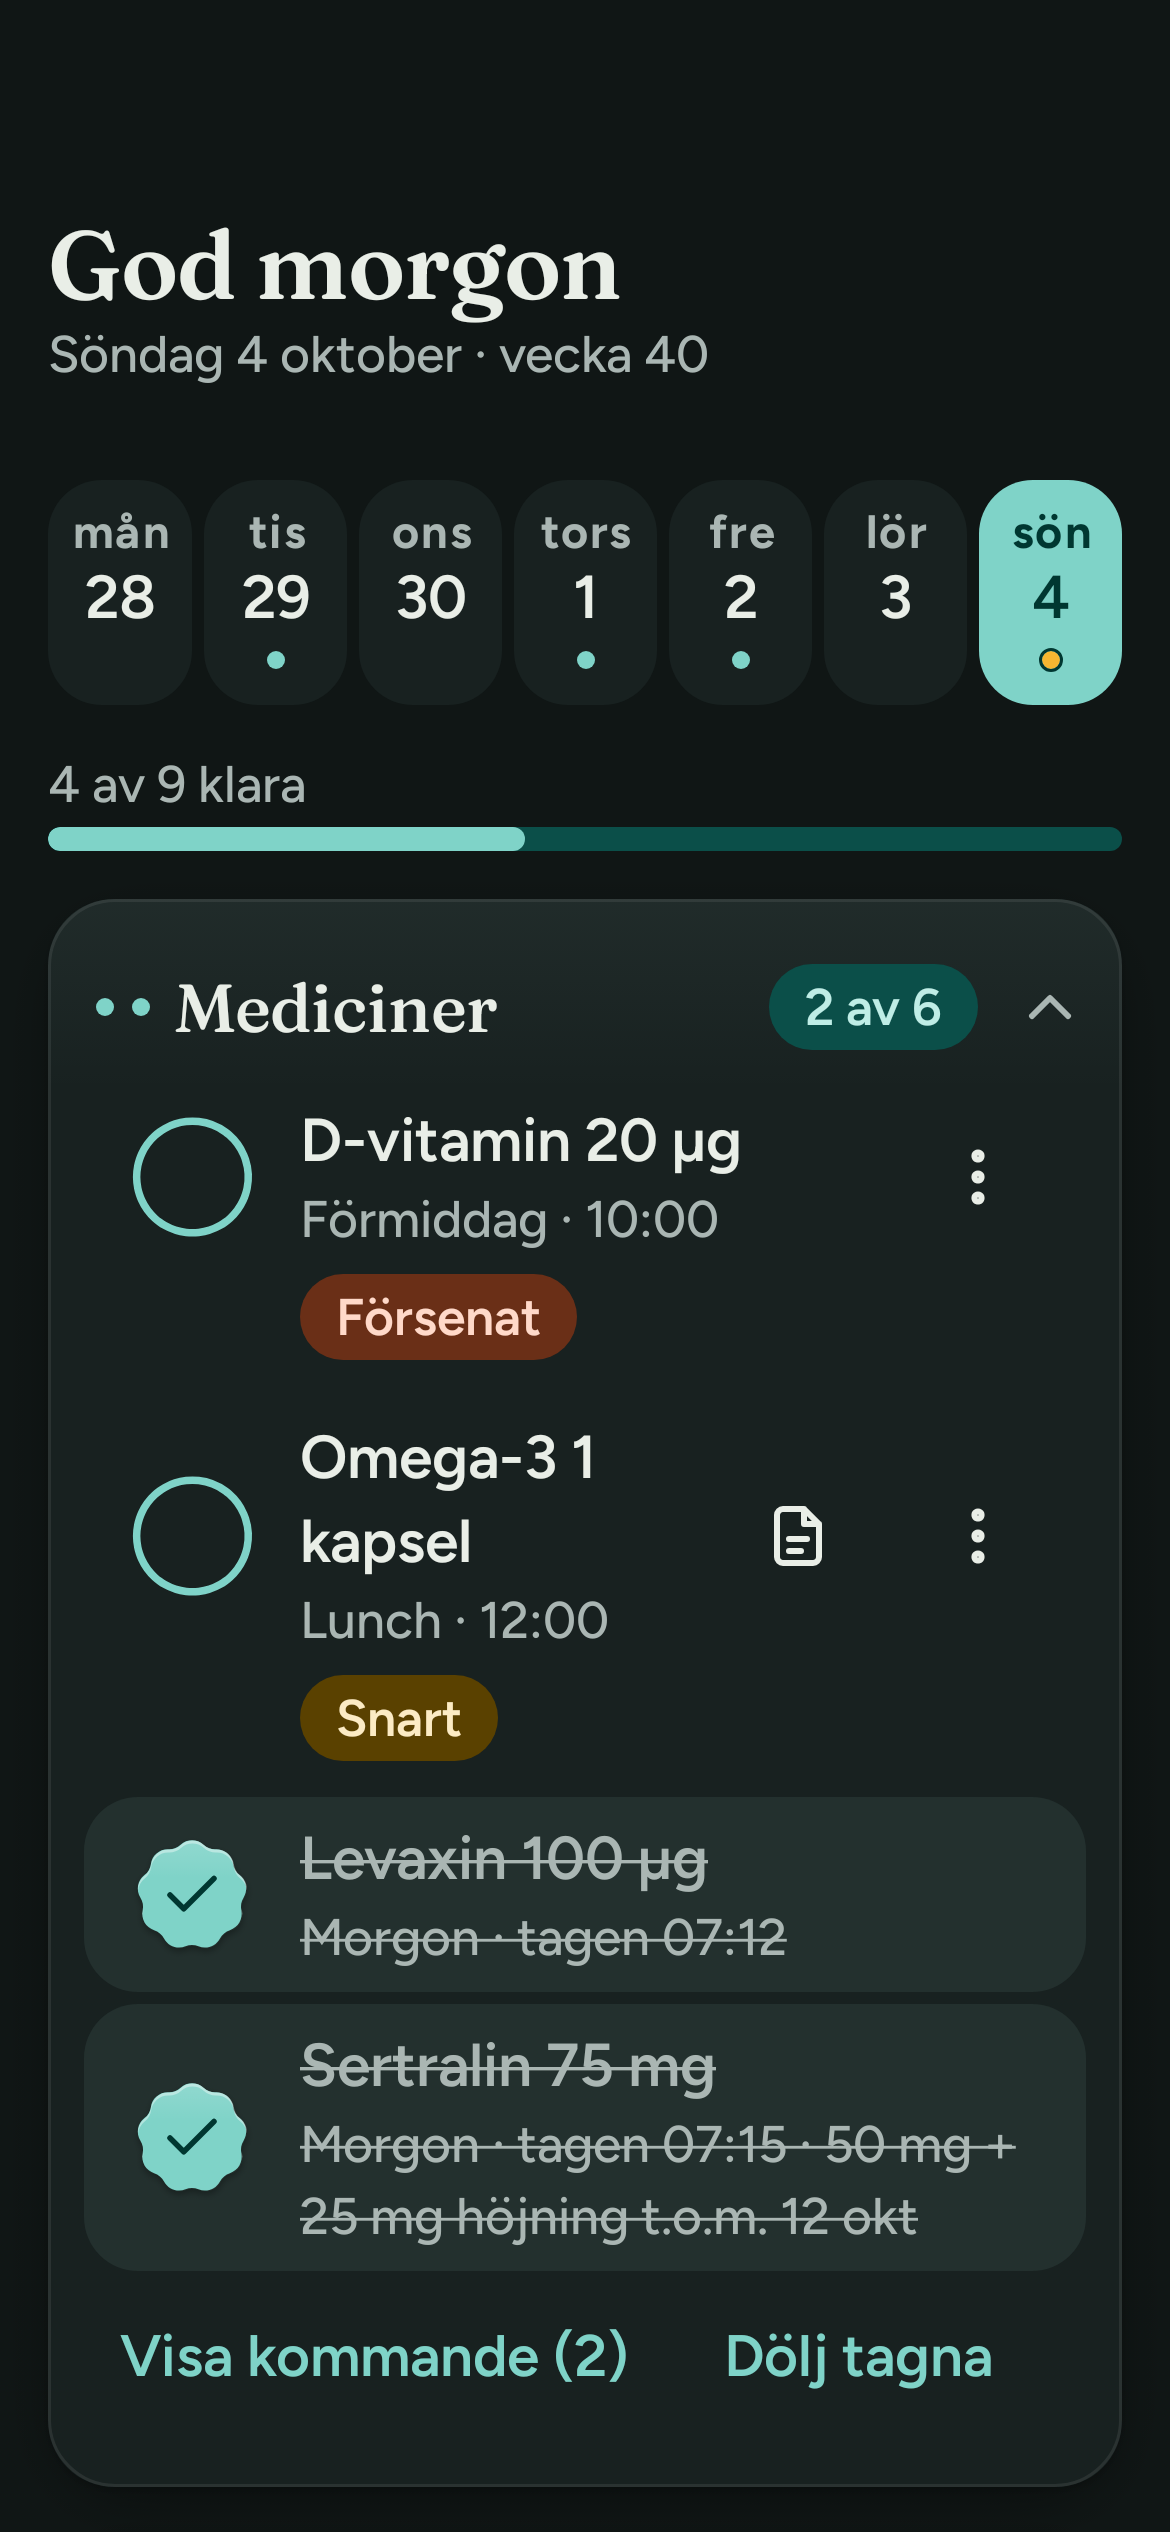 God morgon
Söndag 4 oktober · vecka 40
mån tis ons tors fre lör sön
28 29 30 1 2 3 4
4 av 9 klara
Mediciner 2 av 6
D-vitamin 20 µg
Förmiddag · 10:00
Försenat
Omega-3 1
kapsel
Lunch · 12:00
Snart
Levaxin 100 µg
Morgon · tagen 07:12
Sertralin 75 mg
Morgon · tagen 07:15 · 50 mg +
25 mg höjning t.o.m. 12 okt
Visa kommande (2) Dölj tagna